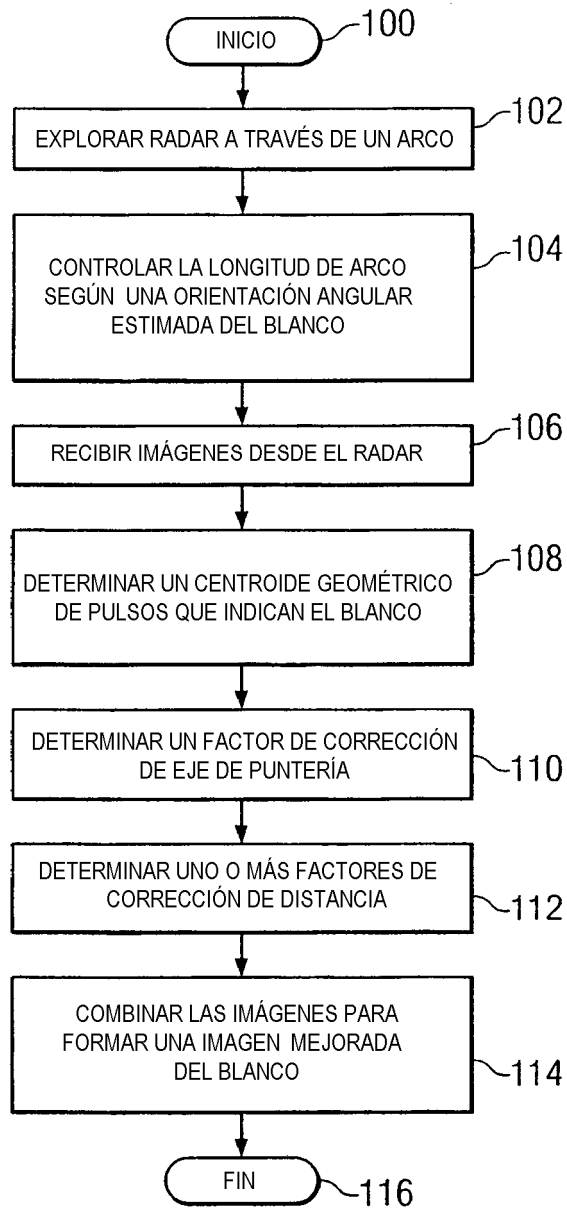 INICIO
100
EXPLORAR RADAR A TRAVÉS DE UN ARCO
102
CONTROLAR LA LONGITUD DE ARCO
SEGÚN UNA ORIENTACIÓN ANGULAR
ESTIMADA DEL BLANCO
104
RECIBIR IMÁGENES DESDE EL RADAR
106
DETERMINAR UN CENTROIDE GEOMÉTRICO
DE PULSOS QUE INDICAN EL BLANCO
108
DETERMINAR UN FACTOR DE CORRECCIÓN
DE EJE DE PUNTERÍA
110
DETERMINAR UNO O MÁS FACTORES DE
CORRECCIÓN DE DISTANCIA
112
COMBINAR LAS IMÁGENES PARA
FORMAR UNA IMAGEN MEJORADA
DEL BLANCO
114
FIN
116